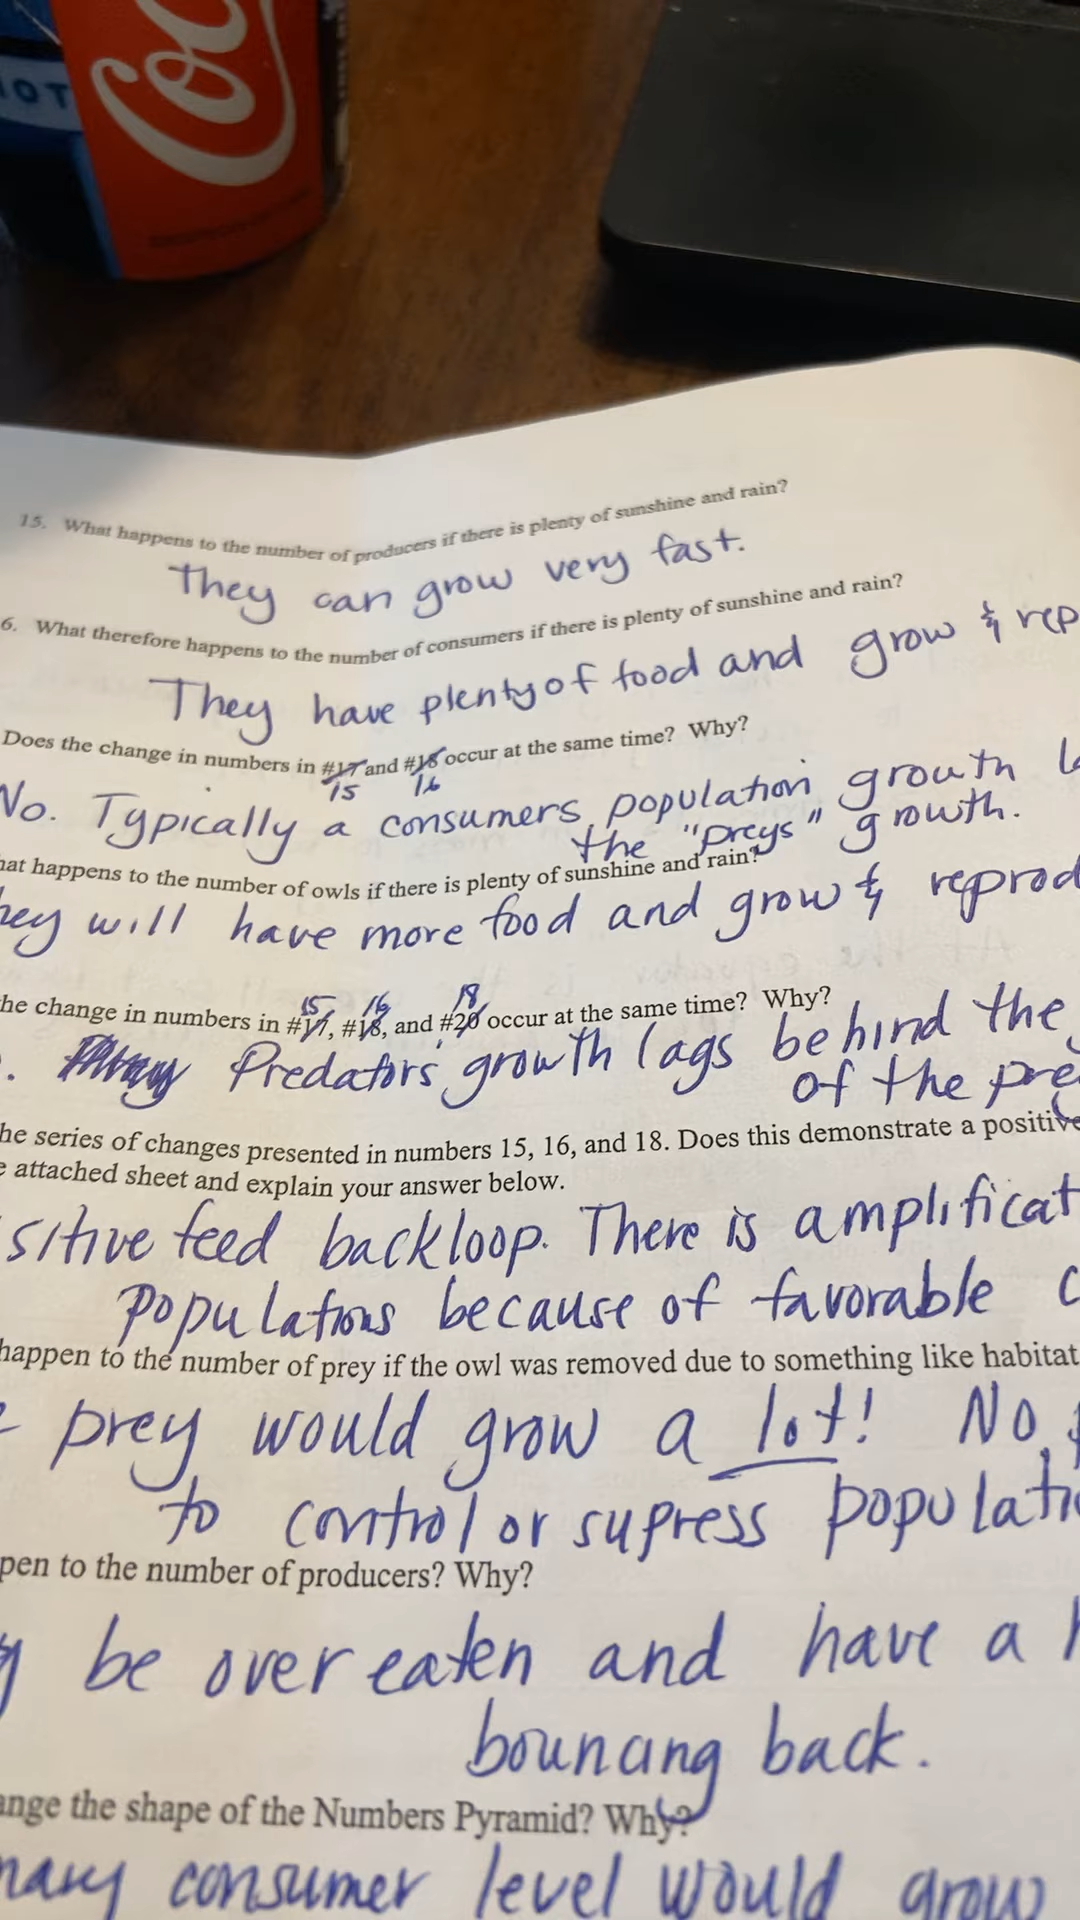 Coc
15. What happens to the number of producers if there is plenty of sunshine and rain?
They can grow very fast.
6. What therefore happens to the number of consumers if there is plenty of sunshine and rain?
They have plenty of food and grow & rep
Does the change in numbers in #17 and #18 occur at the same time? Why?
15 16
No. Typically a consumers population growth la
the "preys" growth.
hat happens to the number of owls if there is plenty of sunshine and rain?
hey will have more food and grow & reprod
15 16 18
he change in numbers in #17, #18, and #20 occur at the same time? Why?
. Predators growth lags behind the
of the pre
he series of changes presented in numbers 15, 16, and 18. Does this demonstrate a positive
e attached sheet and explain your answer below.
sitive feed back loop. There is amplificat
populations because of favorable c
happen to the number of prey if the owl was removed due to something like habitat
e prey would grow a lot! No
to control or supress populati
pen to the number of producers? Why?
y be over eaten and have a h
bouncing back.
ange the shape of the Numbers Pyramid? Why?
mary consumer level would grow